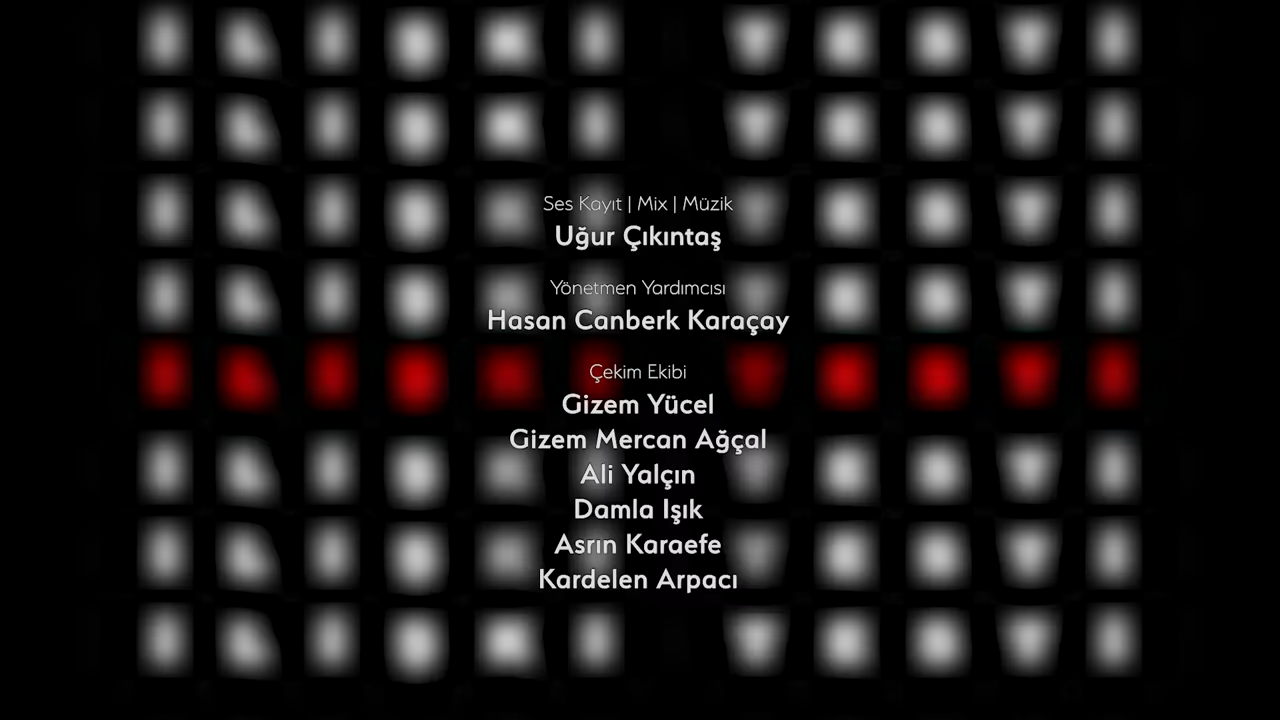 Ses Kayıt | Mix | Müzik
Uğur Çıkıntaş
Yönetmen Yardımcısı
Hasan Canberk Karaçay
Çekim Ekibi
Gizem Yücel
Gizem Mercan Ağçal
Ali Yalçın
Damla Işık
Asrın Karaefe
Kardelen Arpacı